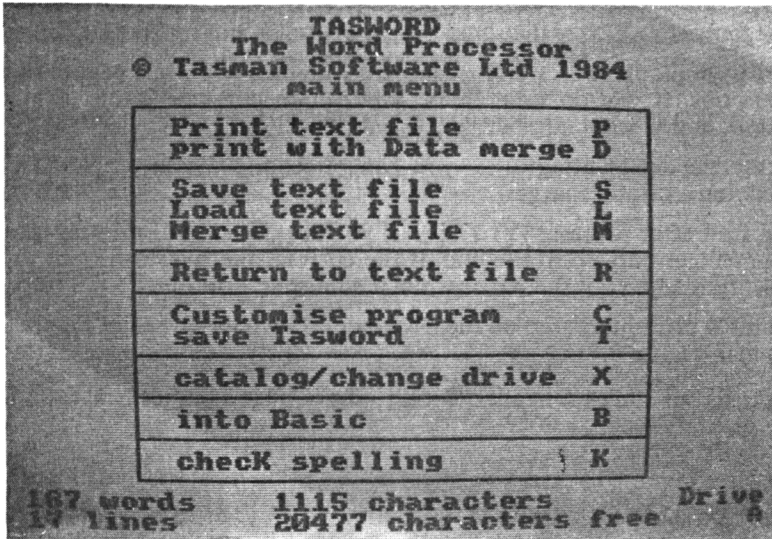 TASWORD
The Word Processor
© Tasman Software Ltd 1984
main menu
Print text file P
print with Data merge D
Save text file S
Load text file L
Merge text file M
Return to text file R
Customise program C
save Tasword T
catalog/change drive X
into Basic B
checK spelling K
167 words 1115 characters Drive
17 lines 20477 characters free A